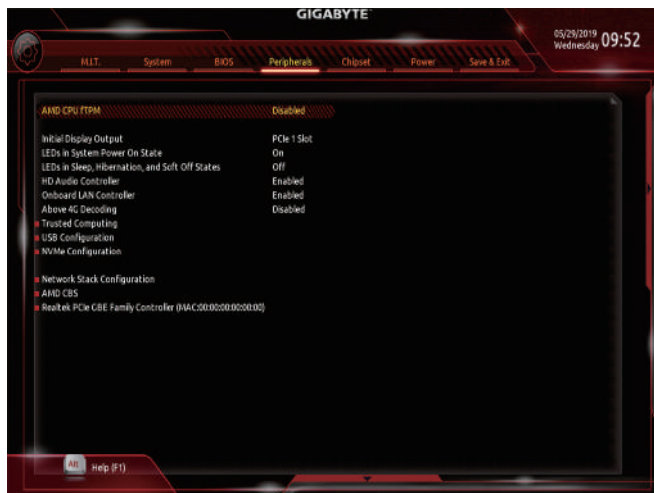 GIGABYTE
05/29/2019 Wednesday 09:52
M.I.T. System BIOS Peripherals Chipset Power Save & Exit
AMD CPU fTPM Disabled
Initial Display Output PCIe 1 Slot
LEDs in System Power On State On
LEDs in Sleep, Hibernation, and Soft Off States Off
HD Audio Controller Enabled
Onboard LAN Controller Enabled
Above 4G Decoding Disabled
Trusted Computing
USB Configuration
NVMe Configuration
Network Stack Configuration
AMD CBS
Realtek PCIe GBE Family Controller (MAC:00:00:00:00:00:00)
Alt Help (F1)